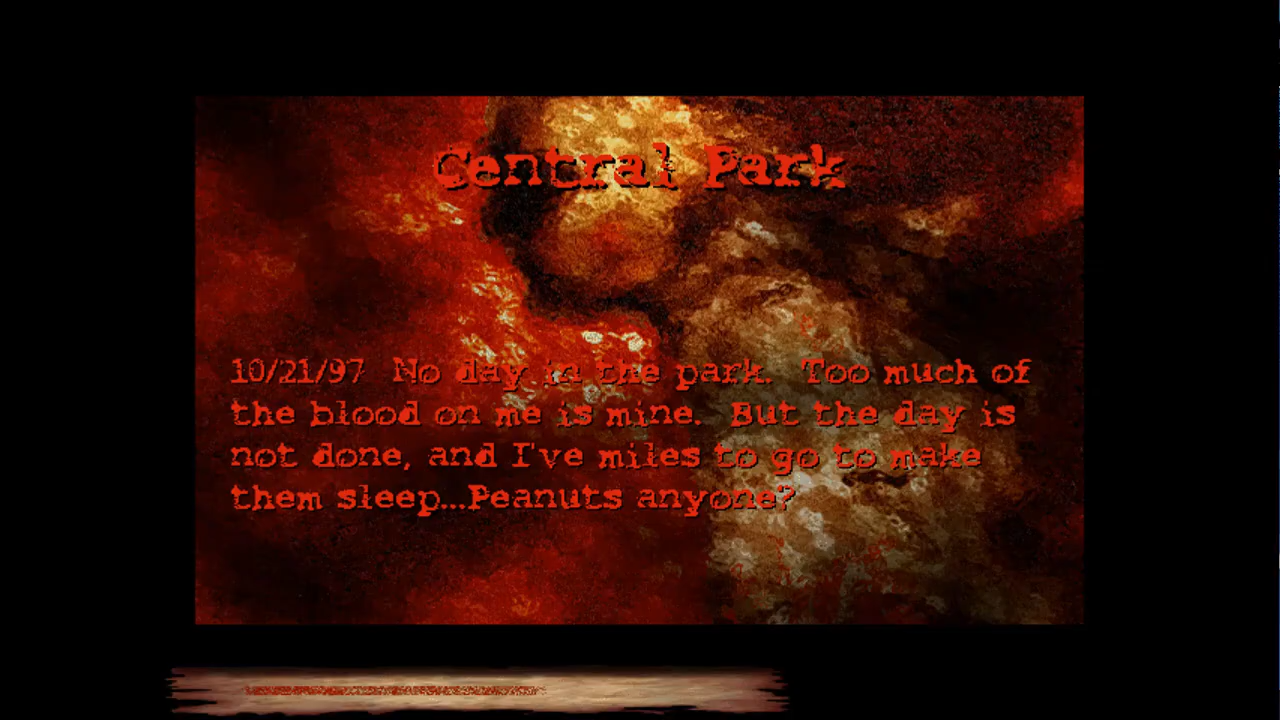 Central Park
10/21/97  No day in the park.  Too much of
the blood on me is mine.  But the day is
not done, and I've miles to go to make
them sleep...Peanuts anyone?